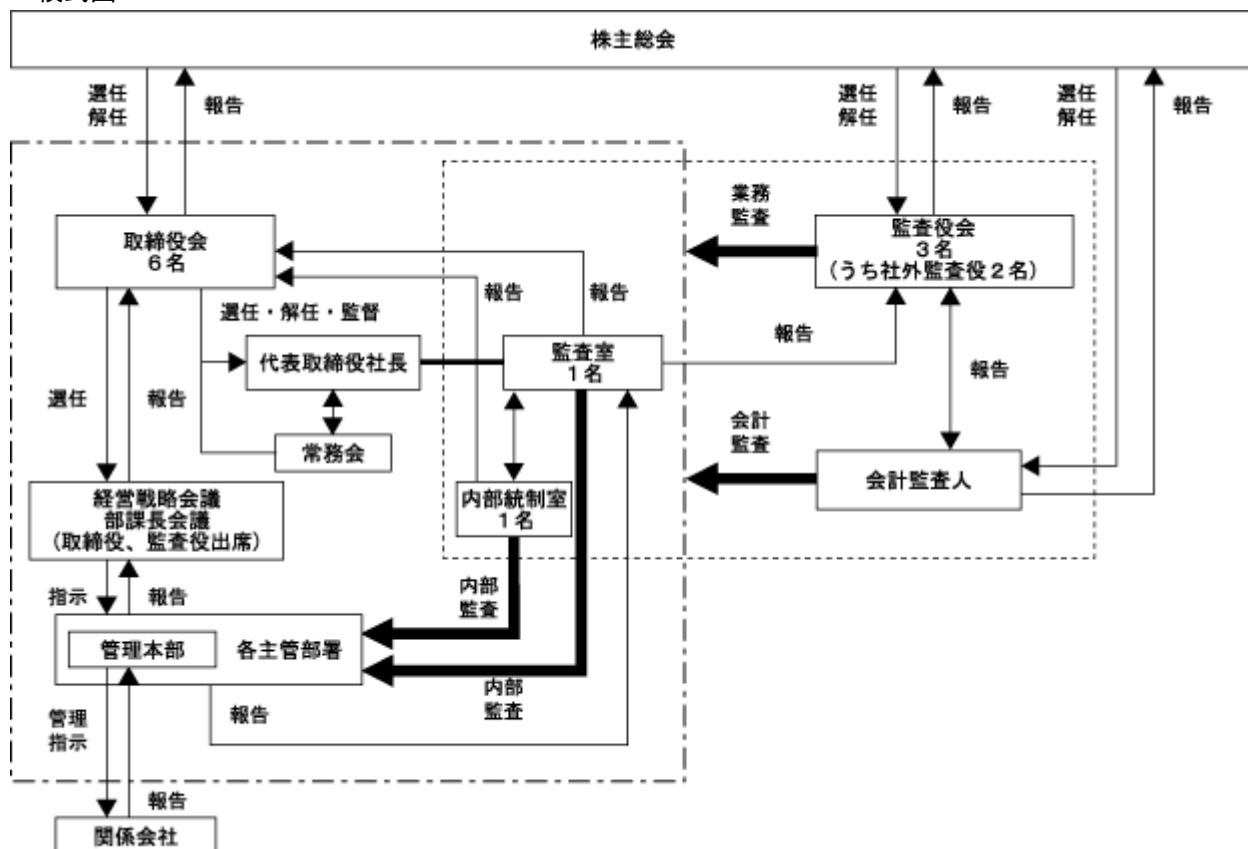 株主総会
選任
解任
報告
選任
解任
報告
選任
解任
報告
取締役会
6名
業務
監査
監査役会
3名
(うち社外監査役2名)
報告
報告
選任・解任・監督
代表取締役社長
監査室
1名
報告
報告
選任
報告
常務会
会計
監査
会計監査人
経営戦略会議
部課長会議
(取締役、監査役出席)
内部統制室
1名
指示
報告
内部
監査
管理本部
各主管部署
内部
監査
報告
管理
指示
報告
関係会社